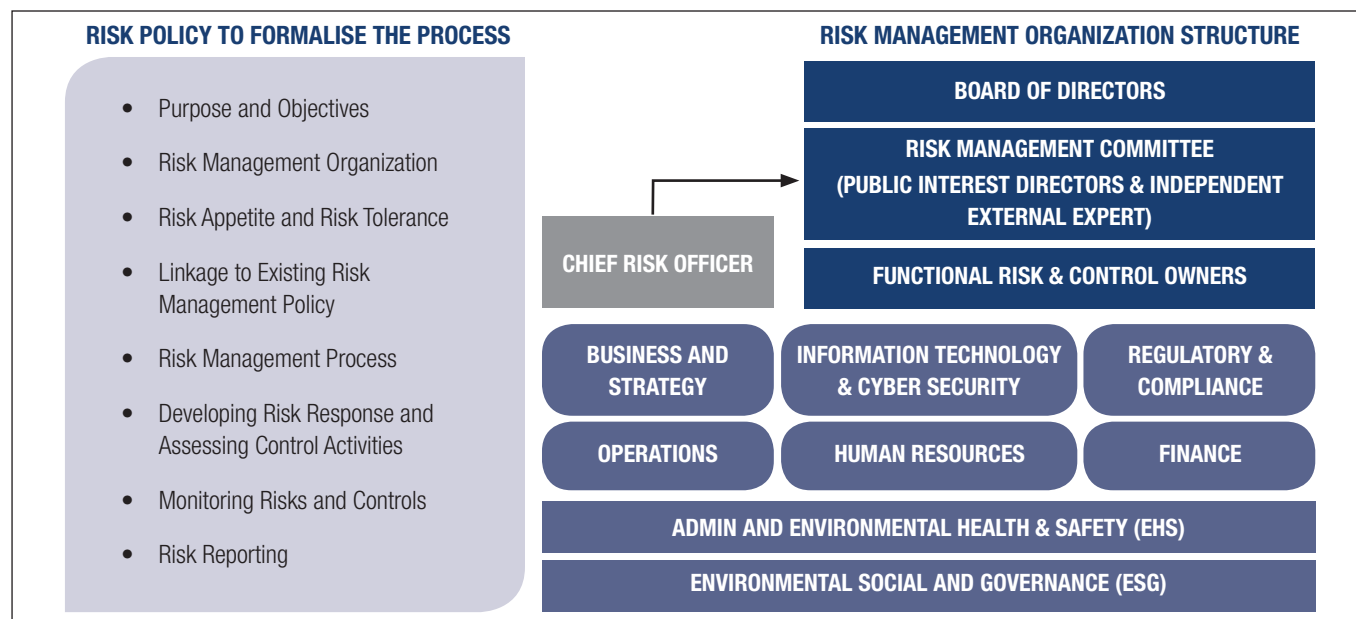 RISK POLICY TO FORMALISE THE PROCESS
• Purpose and Objectives
• Risk Management Organization
• Risk Appetite and Risk Tolerance
• Linkage to Existing Risk
Management Policy
• Risk Management Process
• Developing Risk Response and
Assessing Control Activities
• Monitoring Risks and Controls
• Risk Reporting
RISK MANAGEMENT ORGANIZATION STRUCTURE
BOARD OF DIRECTORS
RISK MANAGEMENT COMMITTEE
(PUBLIC INTEREST DIRECTORS & INDEPENDENT
EXTERNAL EXPERT)
CHIEF RISK OFFICER
FUNCTIONAL RISK & CONTROL OWNERS
BUSINESS AND
STRATEGY
INFORMATION TECHNOLOGY
& CYBER SECURITY
REGULATORY &
COMPLIANCE
OPERATIONS
HUMAN RESOURCES
FINANCE
ADMIN AND ENVIRONMENTAL HEALTH & SAFETY (EHS)
ENVIRONMENTAL SOCIAL AND GOVERNANCE (ESG)